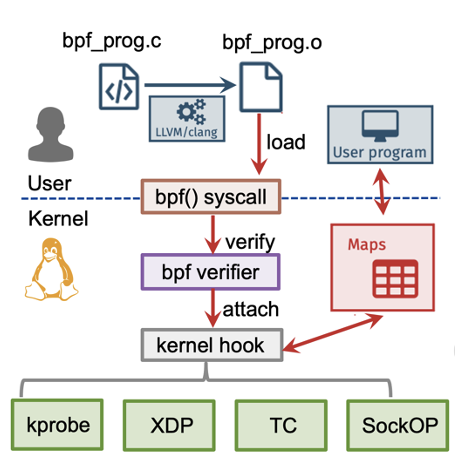 bpf_prog.c
bpf_prog.o
</>
LLVM/clang
load
User program
User
bpf() syscall
Kernel
verify
Maps
bpf verifier
attach
kernel hook
kprobe
XDP
TC
SockOP